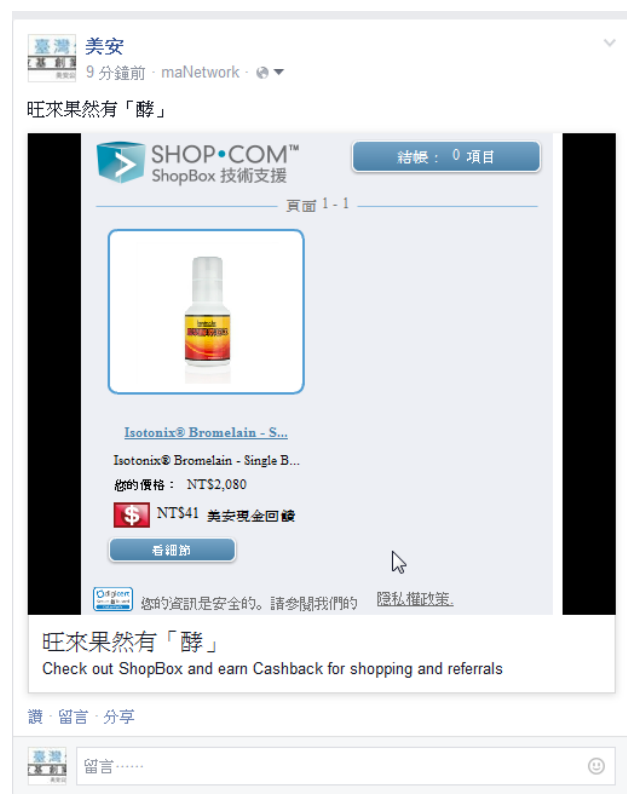 美安
9 分鐘前 · maNetwork ·
旺來果然有「酵」
SHOP•COM™
ShopBox 技術支援
結帳： 0 項目
頁面 1 - 1
Isotonix® Bromelain - S...
Isotonix® Bromelain - Single B...
您的價格： NT$2,080
$ NT$41 美安現金回饋
看細節
digicert
您的資訊是安全的。請參閱我們的 隱私權政策.
旺來果然有「酵」
Check out ShopBox and earn Cashback for shopping and referrals
讚 · 留言 · 分享
留言……